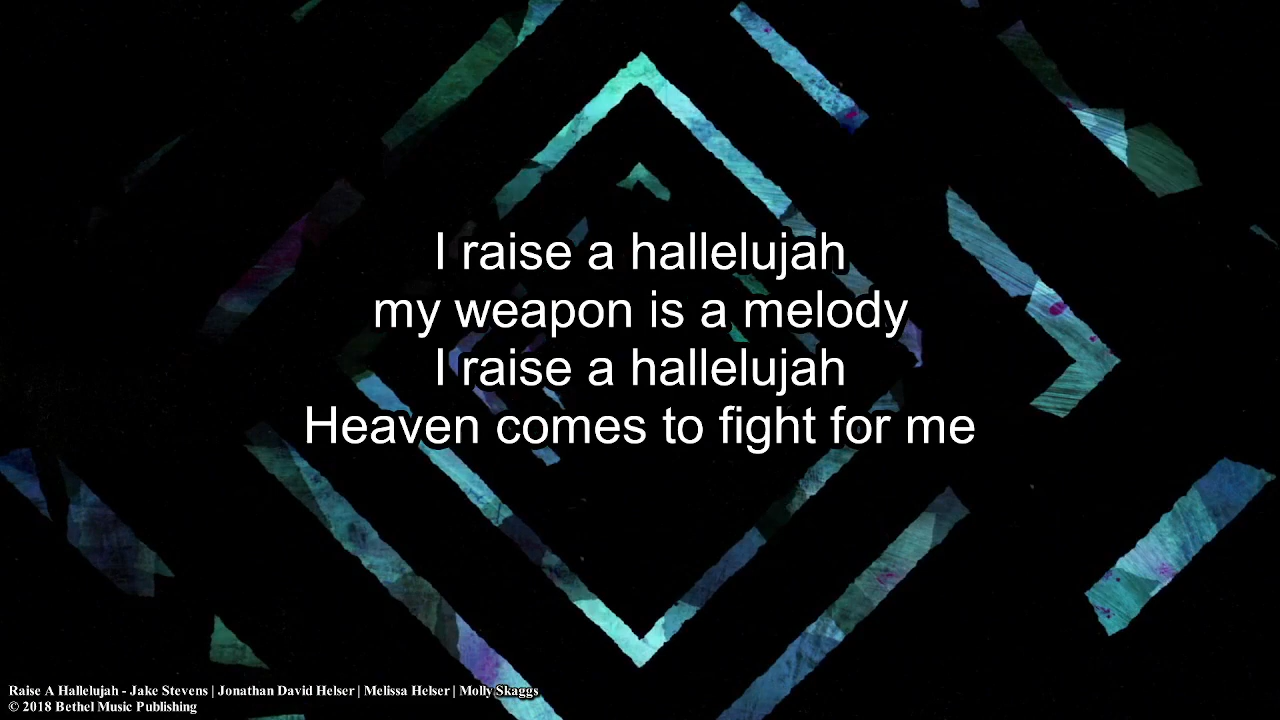 I raise a hallelujah
my weapon is a melody
I raise a hallelujah
Heaven comes to fight for me
Raise A Hallelujah - Jake Stevens | Jonathan David Helser | Melissa Helser | Molly Skaggs
© 2018 Bethel Music Publishing